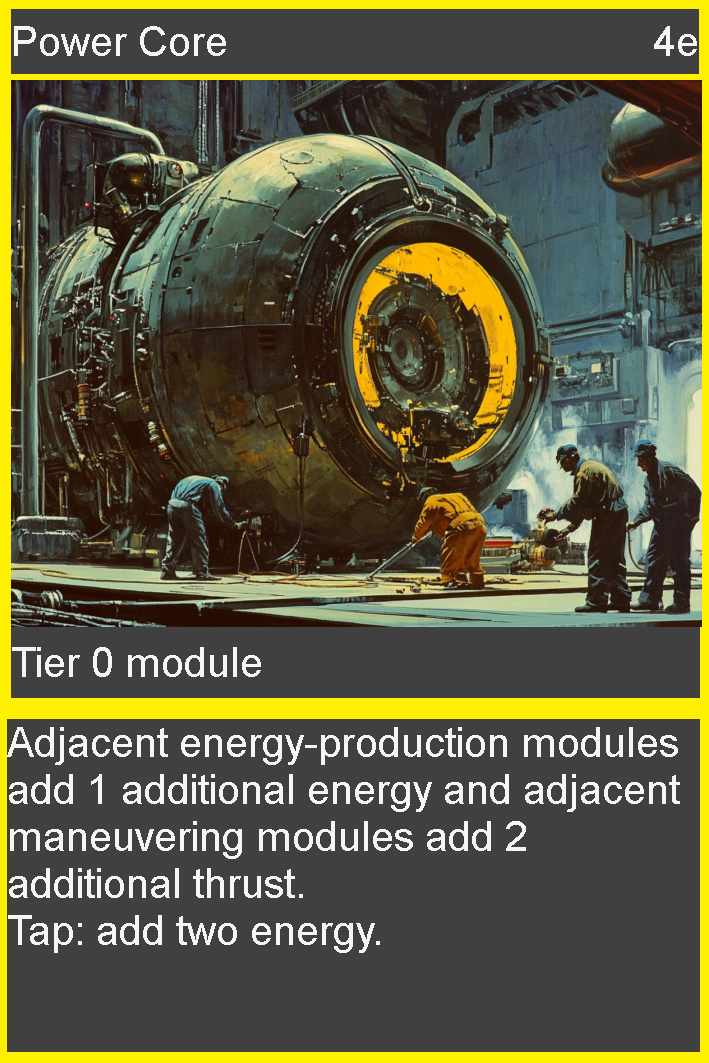 Power Core 4e
Tier 0 module
Adjacent energy-production modules
add 1 additional energy and adjacent
maneuvering modules add 2
additional thrust.
Tap: add two energy.